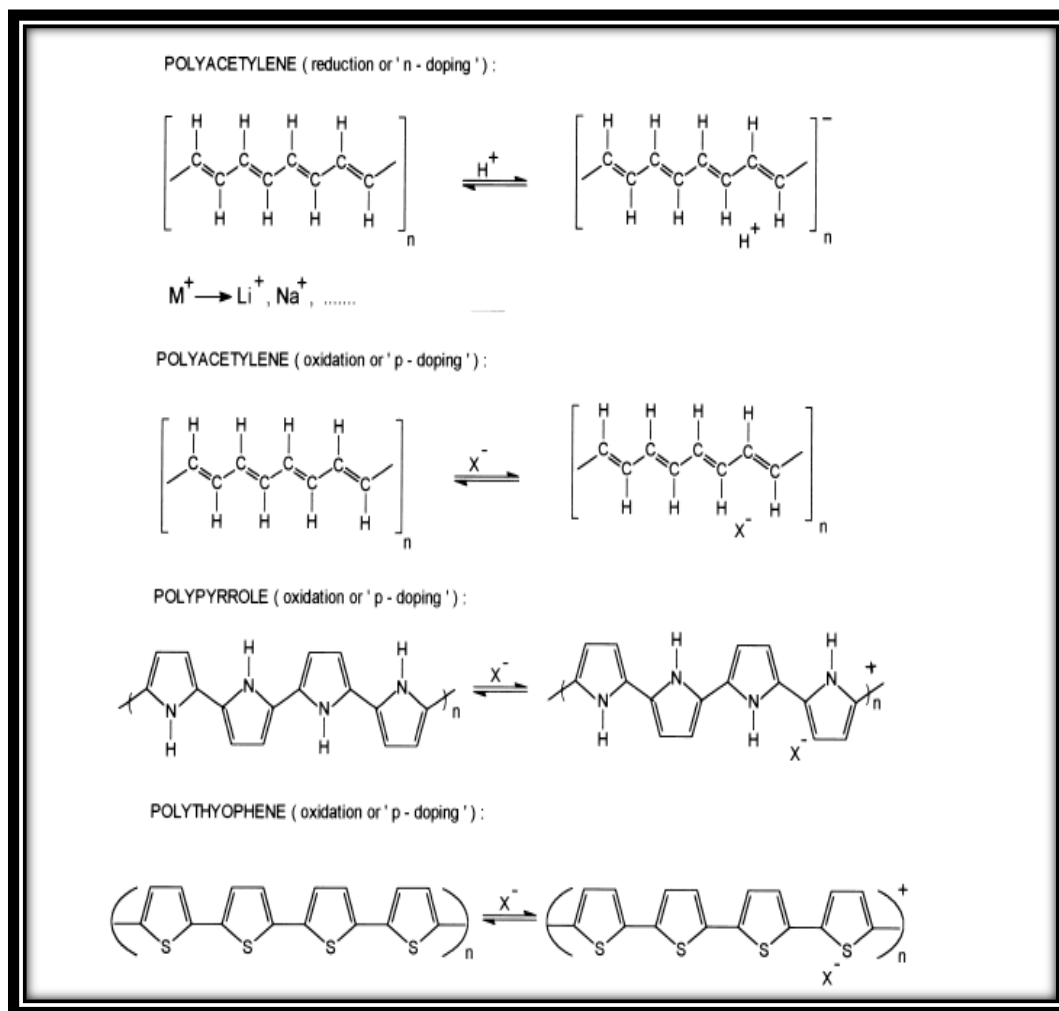 POLYACETYLENE ( reduction or ' n - doping ' ) :
H H H H H H H H
H⁺
C C C C C C C C C C C C C C C C
H H H H H H H H
H⁺
n n
−
M⁺ → Li⁺, Na⁺, .......
POLYACETYLENE ( oxidation or ' p - doping ' ) :
H H H H H H H H
X⁻
C C C C C C C C C C C C C C C C
H H H H H H H H
X⁻
n n
POLYPYRROLE ( oxidation or ' p - doping ' ) :
H H H H
X⁻
N N N N n N N N N n +
H H H H
X⁻
POLYTHYOPHENE ( oxidation or ' p - doping ' ) :
X⁻ +
S S S S n S S S S n
X⁻